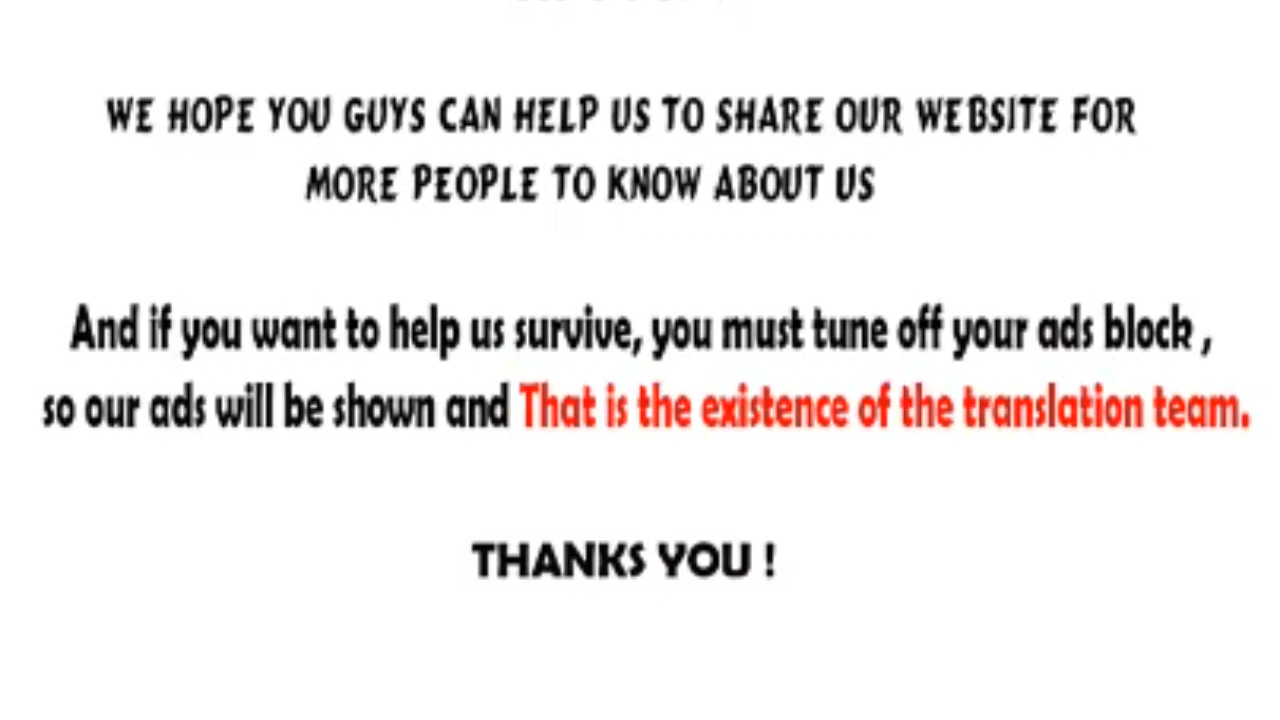 WE HOPE YOU GUYS CAN HELP US TO SHARE OUR WEBSITE FOR
MORE PEOPLE TO KNOW ABOUT US
And if you want to help us survive, you must tune off your ads block ,
so our ads will be shown and That is the existence of the translation team.
THANKS YOU !